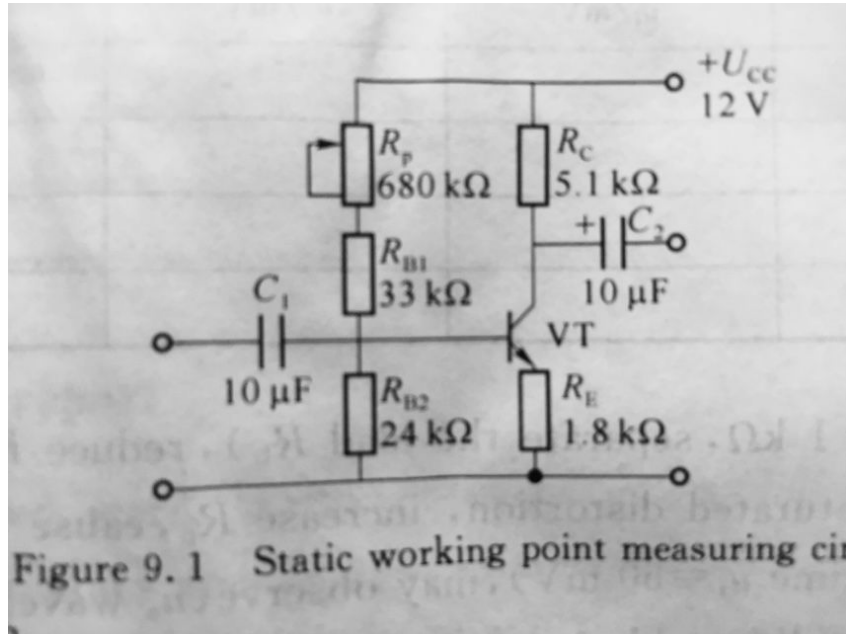 +U_CC
12 V
R_P
680 kΩ
R_C
5.1 kΩ
+
C_2
10 μF
R_B1
33 kΩ
C_1
10 μF
VT
R_B2
24 kΩ
R_E
1.8 kΩ
Figure 9.1 Static working point measuring cir